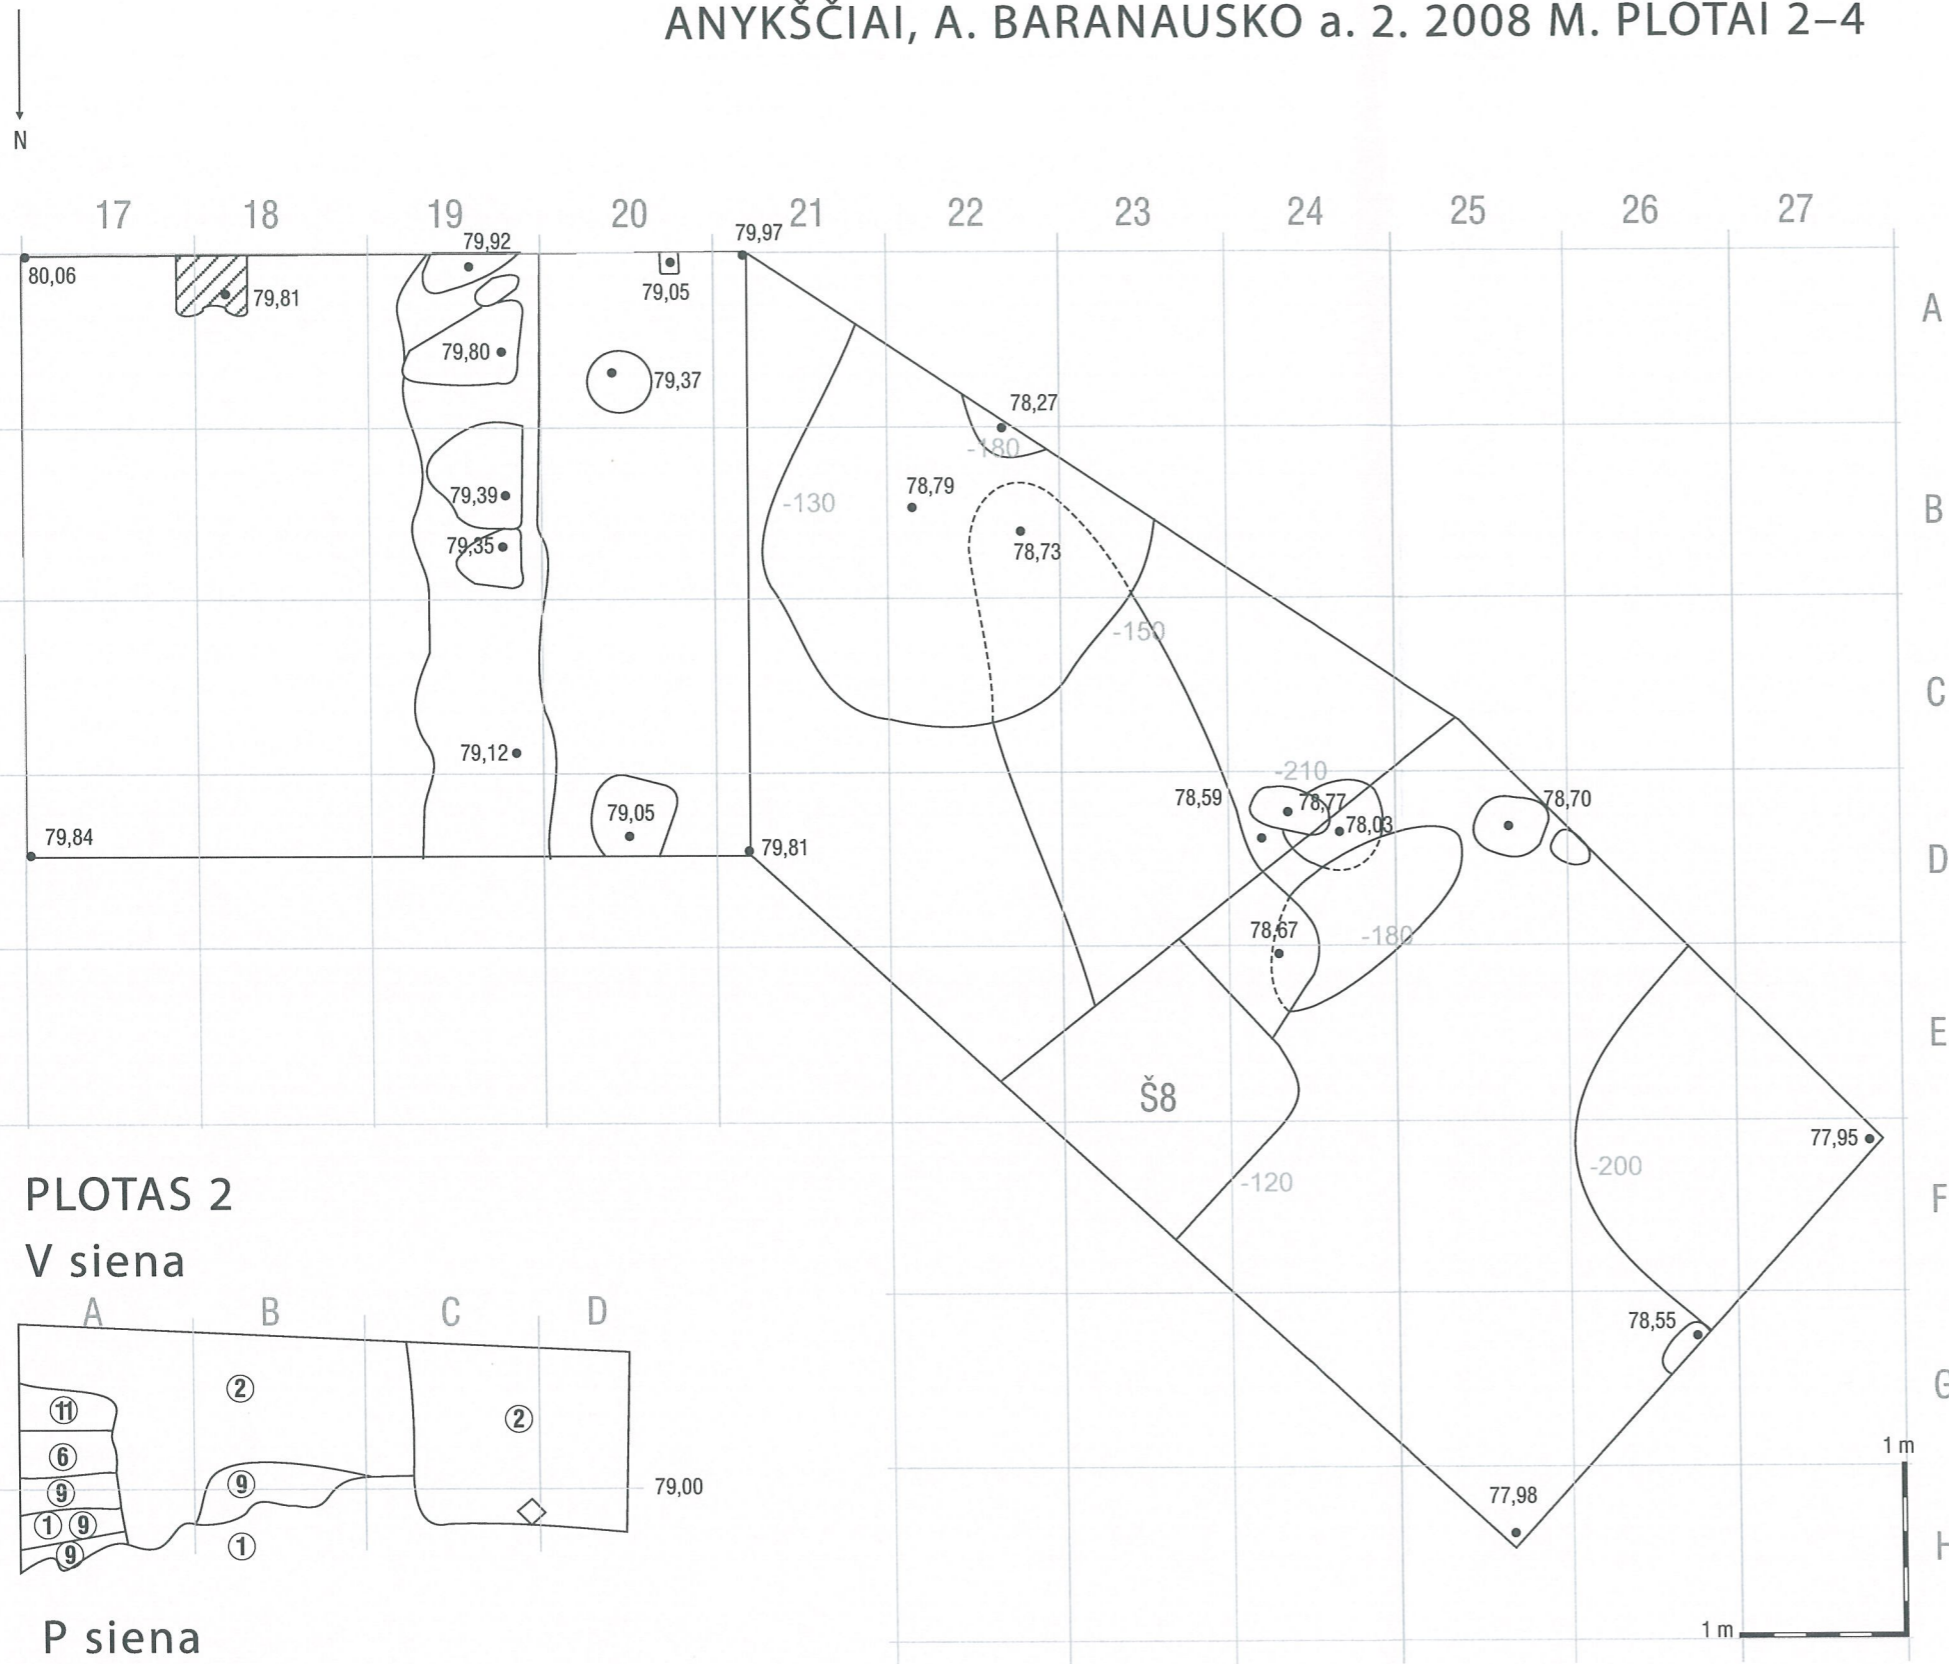 ANYKŠČIAI, A. BARANAUSKO a. 2. 2008 M. PLOTAI 2–4
N
17 18 19 20 21 22 23 24 25 26 27
79,92
79,97
80,06
79,81
79,05
A
79,80
79,37
78,27
-180
79,39
-130
78,79
B
79,35
78,73
-150
C
79,12
-210
79,05
78,59
78,77
78,70
78,03
79,84
79,81
D
78,67
-180
E
Š8
77,95
-120
-200
F
PLOTAS 2
V siena
A B C D
78,55
2
11
2
G
6
9
9
79,00
1 m
77,98
1 9
9
1
H
1 m
P siena